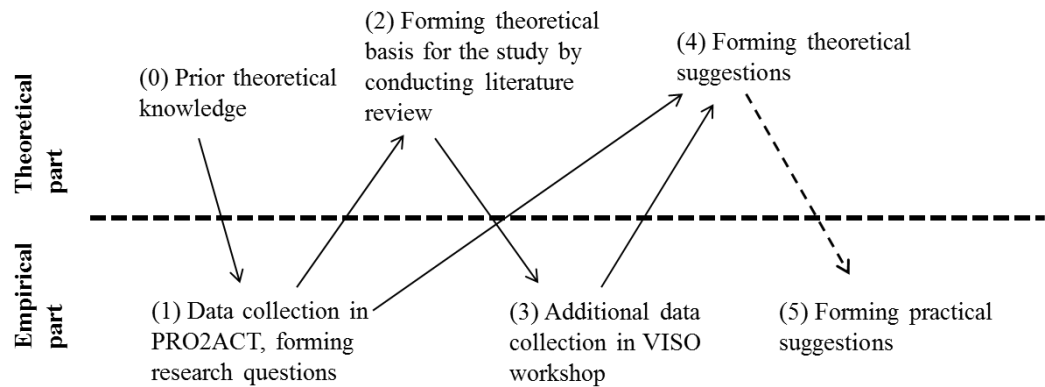 Theoretical
part
(0) Prior theoretical
knowledge
(2) Forming theoretical
basis for the study by
conducting literature
review
(4) Forming theoretical
suggestions
Empirical
part
(1) Data collection in
PRO2ACT, forming
research questions
(3) Additional data
collection in VISO
workshop
(5) Forming practical
suggestions